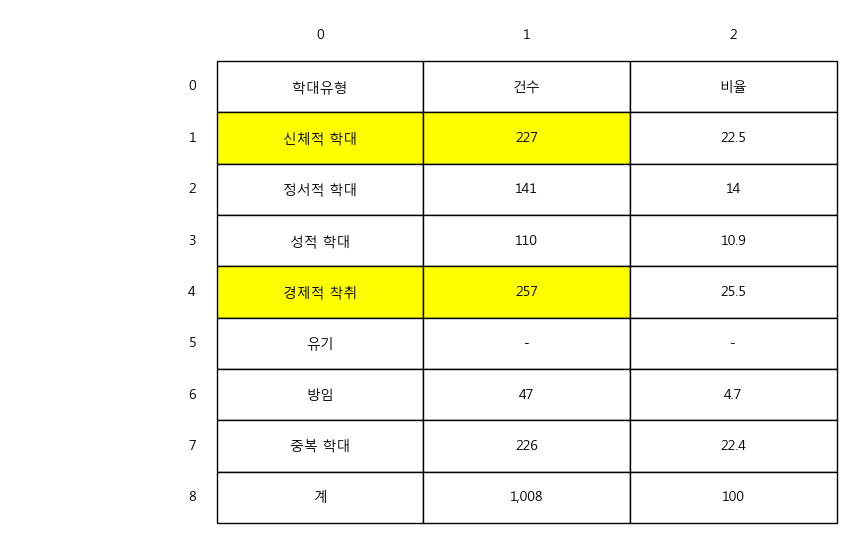 0 1 2
0 학대유형 건수 비율
1 신체적 학대 227 22.5
2 정서적 학대 141 14
3 성적 학대 110 10.9
4 경제적 착취 257 25.5
5 유기 - -
6 방임 47 4.7
7 중복 학대 226 22.4
8 계 1,008 100